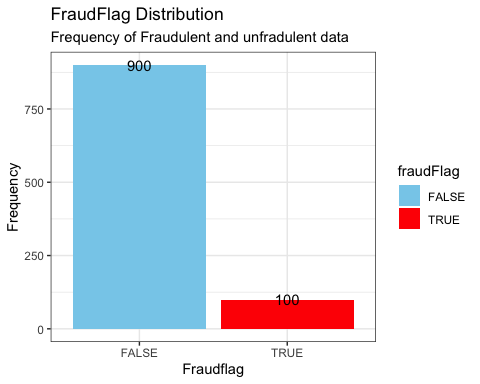 FraudFlag Distribution
Frequency of Fraudulent and unfradulent data
900
100
750
500
250
0
Frequency
FALSE TRUE
Fraudflag
fraudFlag
FALSE
TRUE